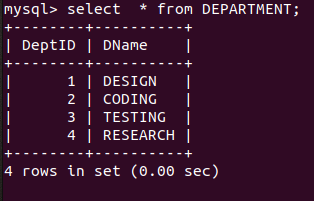 mysql> select  * from DEPARTMENT;
+--------+----------+
| DeptID | DName    |
+--------+----------+
|      1 | DESIGN   |
|      2 | CODING   |
|      3 | TESTING  |
|      4 | RESEARCH |
+--------+----------+
4 rows in set (0.00 sec)